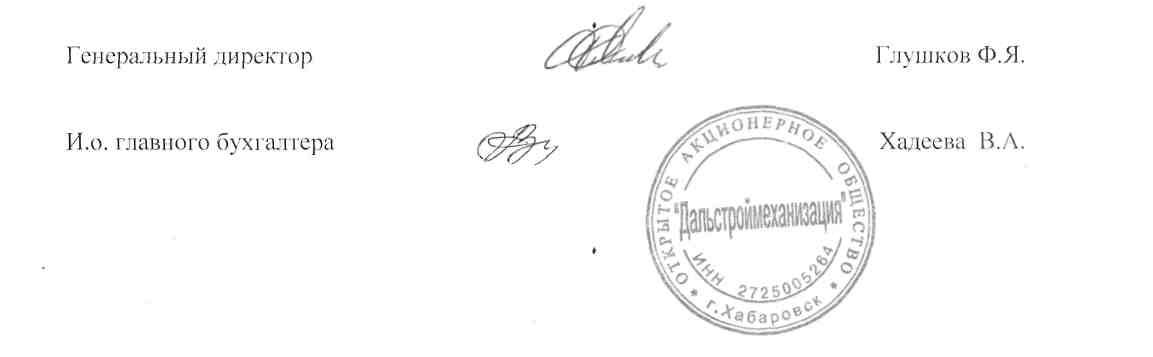 Генеральный директор Глушков Ф.Я.
И.о. главного бухгалтера Хадеева В.А.
* ОТКРЫТОЕ АКЦИОНЕРНОЕ ОБЩЕСТВО *
"Дальстроймеханизация"
ИНН 2725005264
г.Хабаровск